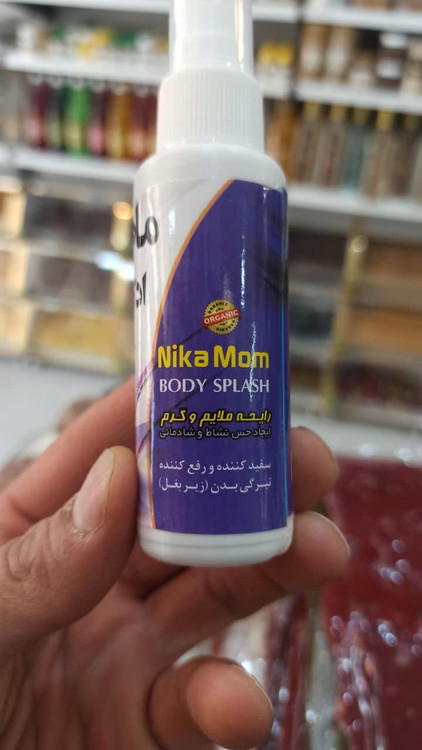 ORGANIC
Nika Mom
BODY SPLASH
رایحه ملایم و گرم
ایجاد حس نشاط و شادمانی
سفید کننده و رفع کننده
تیرگی بدن (زیر بغل)